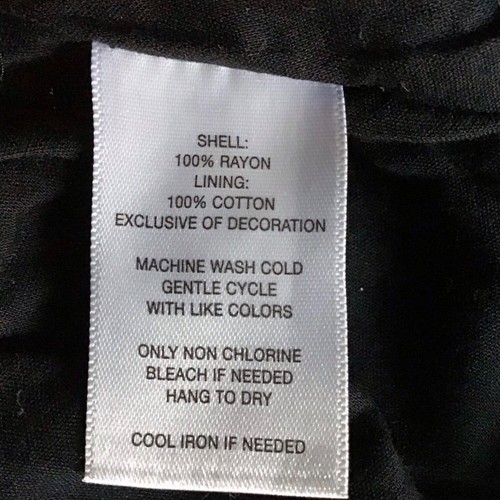 SHELL:
100% RAYON
LINING:
100% COTTON
EXCLUSIVE OF DECORATION
MACHINE WASH COLD
GENTLE CYCLE
WITH LIKE COLORS
ONLY NON CHLORINE
BLEACH IF NEEDED
HANG TO DRY
COOL IRON IF NEEDED